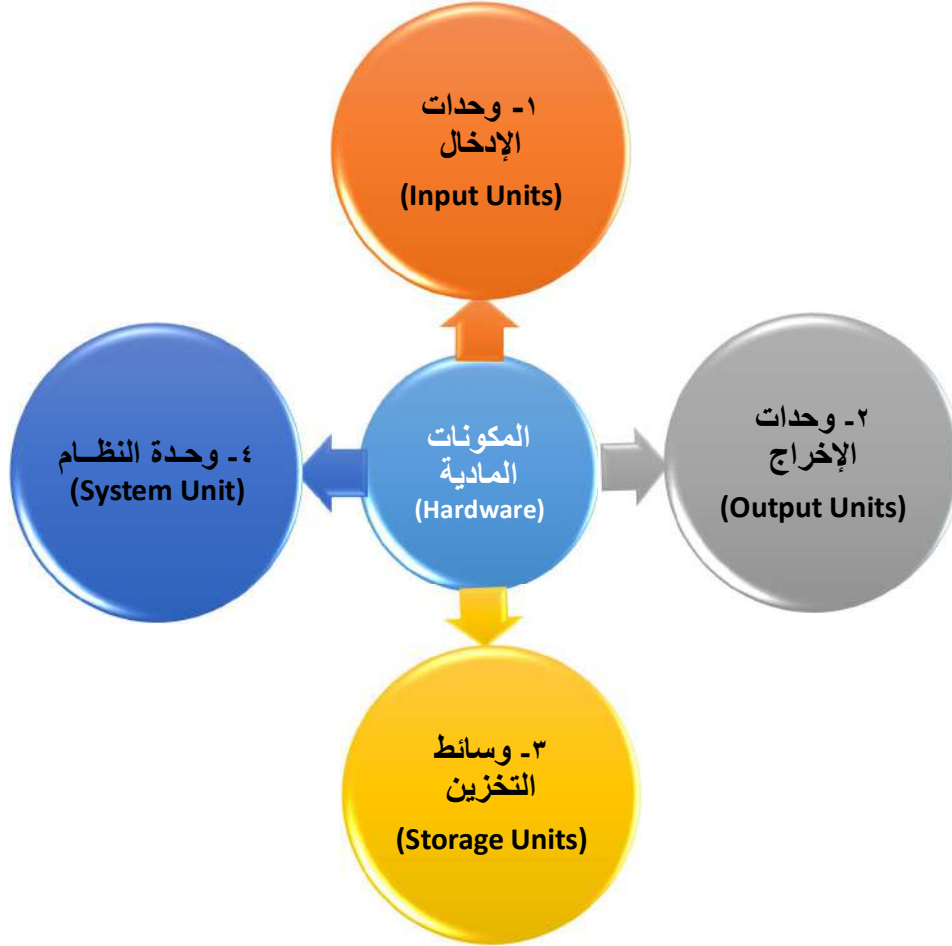 ١- وحدات
الإدخال
(Input Units)
المكونات
المادية
(Hardware)
٢- وحدات
الإخراج
(Output Units)
٤- وحدة النظــام
(System Unit)
٣- وسائط
التخزين
(Storage Units)